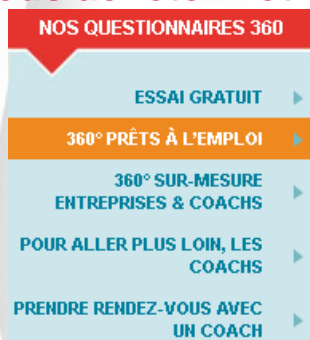 NOS QUESTIONNAIRES 360
ESSAI GRATUIT
360° PRÊTS À L'EMPLOI
360° SUR-MESURE
ENTREPRISES & COACHS
POUR ALLER PLUS LOIN, LES
COACHS
PRENDRE RENDEZ-VOUS AVEC
UN COACH